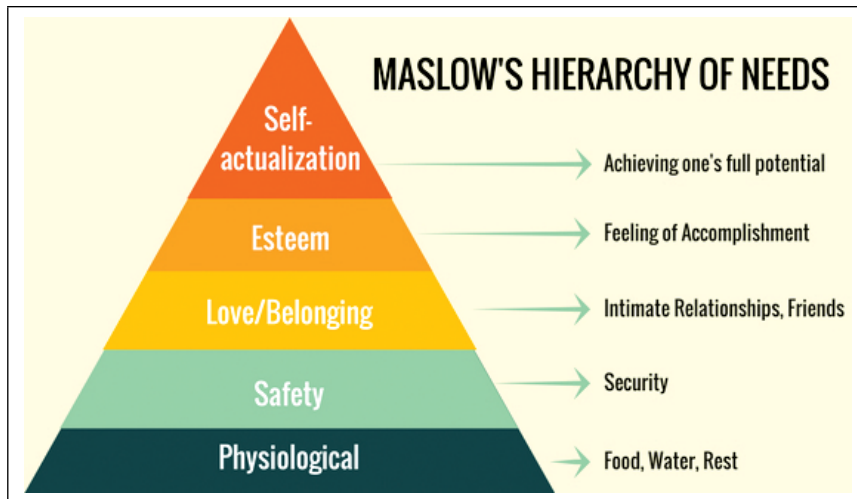 MASLOW'S HIERARCHY OF NEEDS
Self-
actualization
Achieving one's full potential
Esteem
Feeling of Accomplishment
Love/Belonging
Intimate Relationships, Friends
Safety
Security
Physiological
Food, Water, Rest